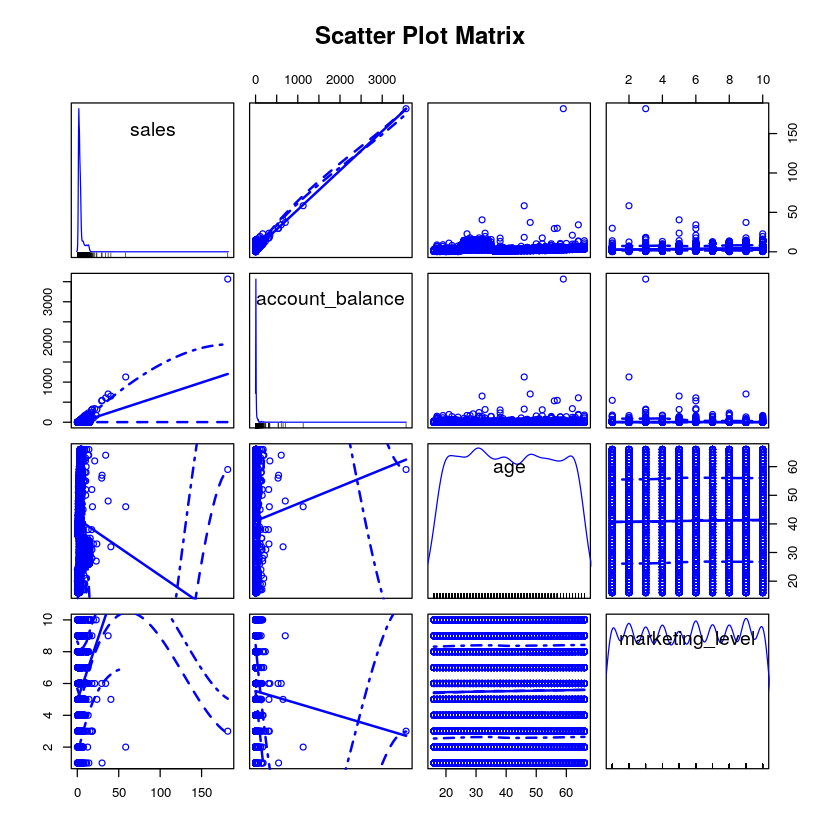 Scatter Plot Matrix
0 1000 3000
2 4 6 8 10
sales
0 50 100 150
account_balance
0 1000 2000 3000
age
20 30 40 50 60
marketing_level
2 4 6 8 10
0 50 100 150
20 30 40 50 60